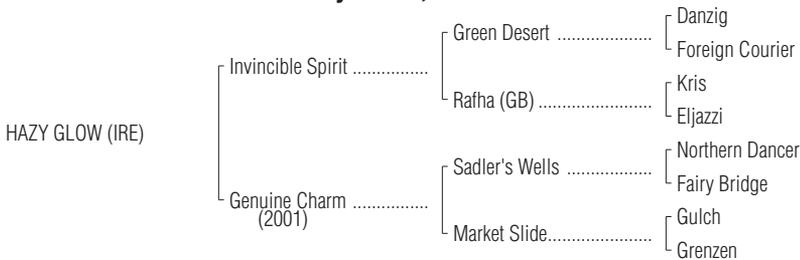 Danzig
Green Desert ....................
Foreign Courier
Invincible Spirit ................
Kris
Rafha (GB) ........................
Eljazzi
HAZY GLOW (IRE)
Northern Dancer
Sadler's Wells ..................
Fairy Bridge
Genuine Charm ................
(2001)
Gulch
Market Slide......................
Grenzen